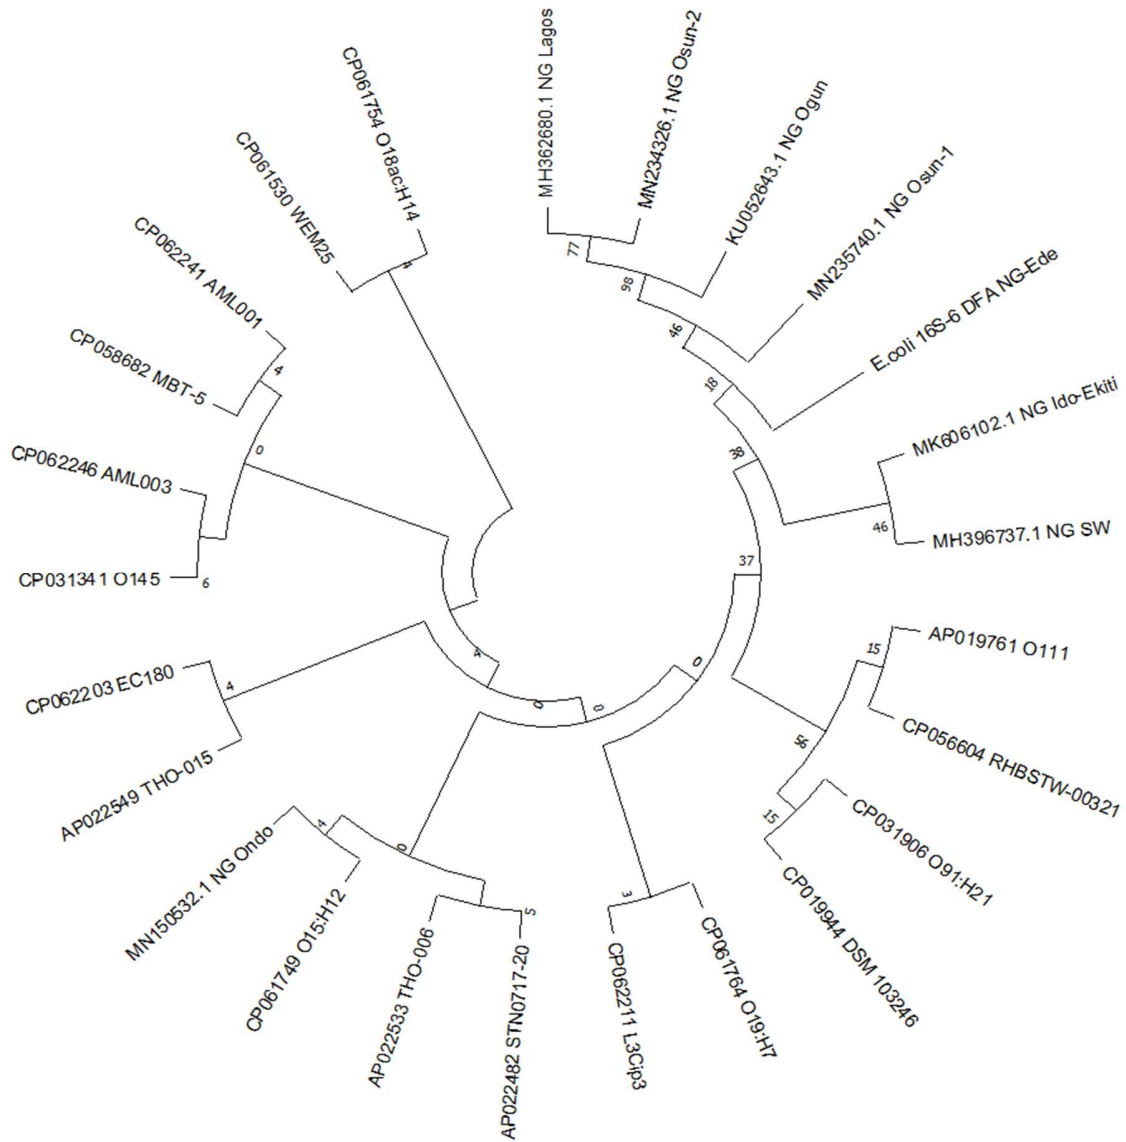 MH362680.1 NG Lagos
MN234326.1 NG Osun-2
KU052643.1 NG Ogun
MN235740.1 NG Osun-1
E.coli 16S-6 DFA NG-Ede
MK606102.1 NG Ido-Ekiti
MH396737.1 NG SW
AP019761 O111
CP056604 RHBSTW-00321
CP031906 O91:H21
CP019944 DSM 103246
CP061764 O19:H7
CP062211 L3Cip3
AP022482 STN0717-20
AP022533 THO-006
CP061749 O15:H12
MN150532.1 NG Ondo
AP022549 THO-015
CP062203 EC180
CP031341 O145
CP062246 AML003
CP058682 MBT-5
CP062241 AML001
CP061530 WEM25
CP061754 O18ac:H14
77
98
46
18
38
46
37
15
56
15
0
3
0
0
5
0
4
4
4
6
0
4
4